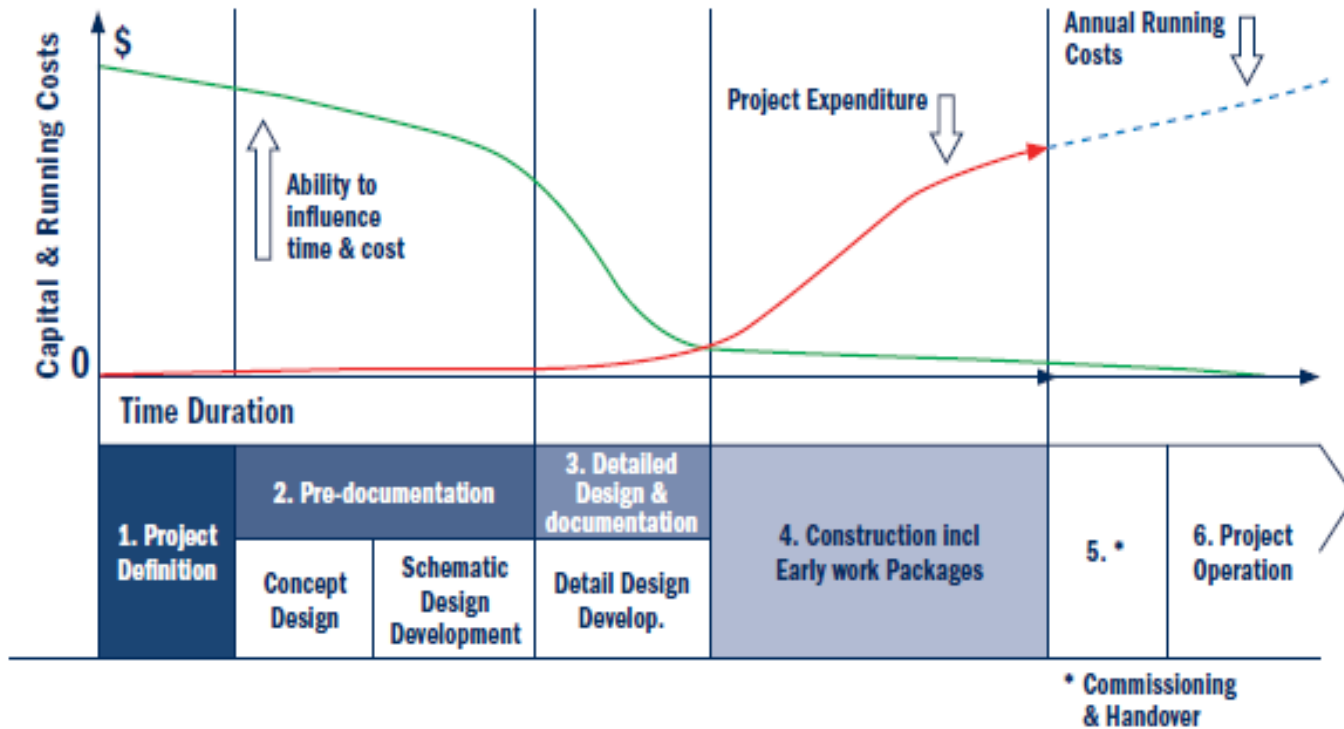 Capital & Running Costs
$
0
Ability to
influence
time & cost
Project Expenditure
Annual Running
Costs
Time Duration
1. Project
Definition
2. Pre-documentation
Concept
Design
Schematic
Design
Development
3. Detailed
Design &
documentation
Detail Design
Develop.
4. Construction incl
Early work Packages
5. *
6. Project
Operation
* Commissioning
& Handover